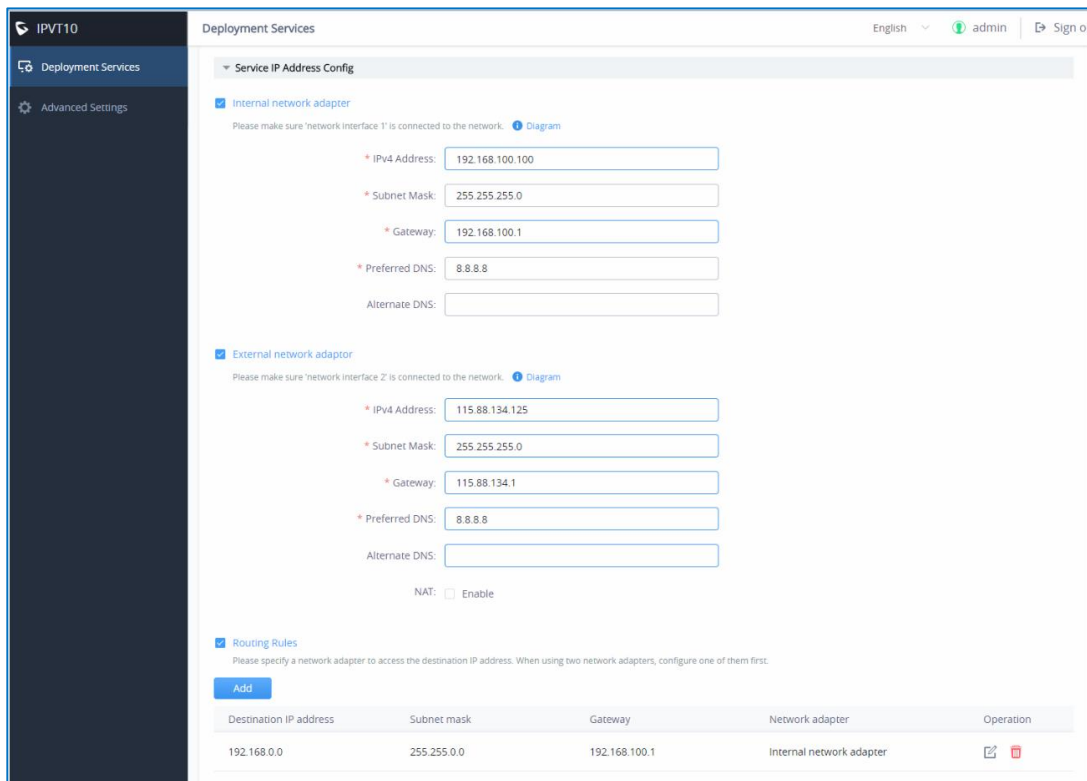 IPVT10
Deployment Services
English
admin
Sign o
Deployment Services
Advanced Settings
Service IP Address Config
Internal network adapter
Please make sure 'network interface 1' is connected to the network. Diagram
* IPv4 Address: 192.168.100.100
* Subnet Mask: 255.255.255.0
* Gateway: 192.168.100.1
* Preferred DNS: 8.8.8.8
Alternate DNS:
External network adaptor
Please make sure 'network interface 2' is connected to the network. Diagram
* IPv4 Address: 115.88.134.125
* Subnet Mask: 255.255.255.0
* Gateway: 115.88.134.1
* Preferred DNS: 8.8.8.8
Alternate DNS:
NAT: Enable
Routing Rules
Please specify a network adapter to access the destination IP address. When using two network adapters, configure one of them first.
Add
Destination IP address Subnet mask Gateway Network adapter Operation
192.168.0.0 255.255.0.0 192.168.100.1 Internal network adapter